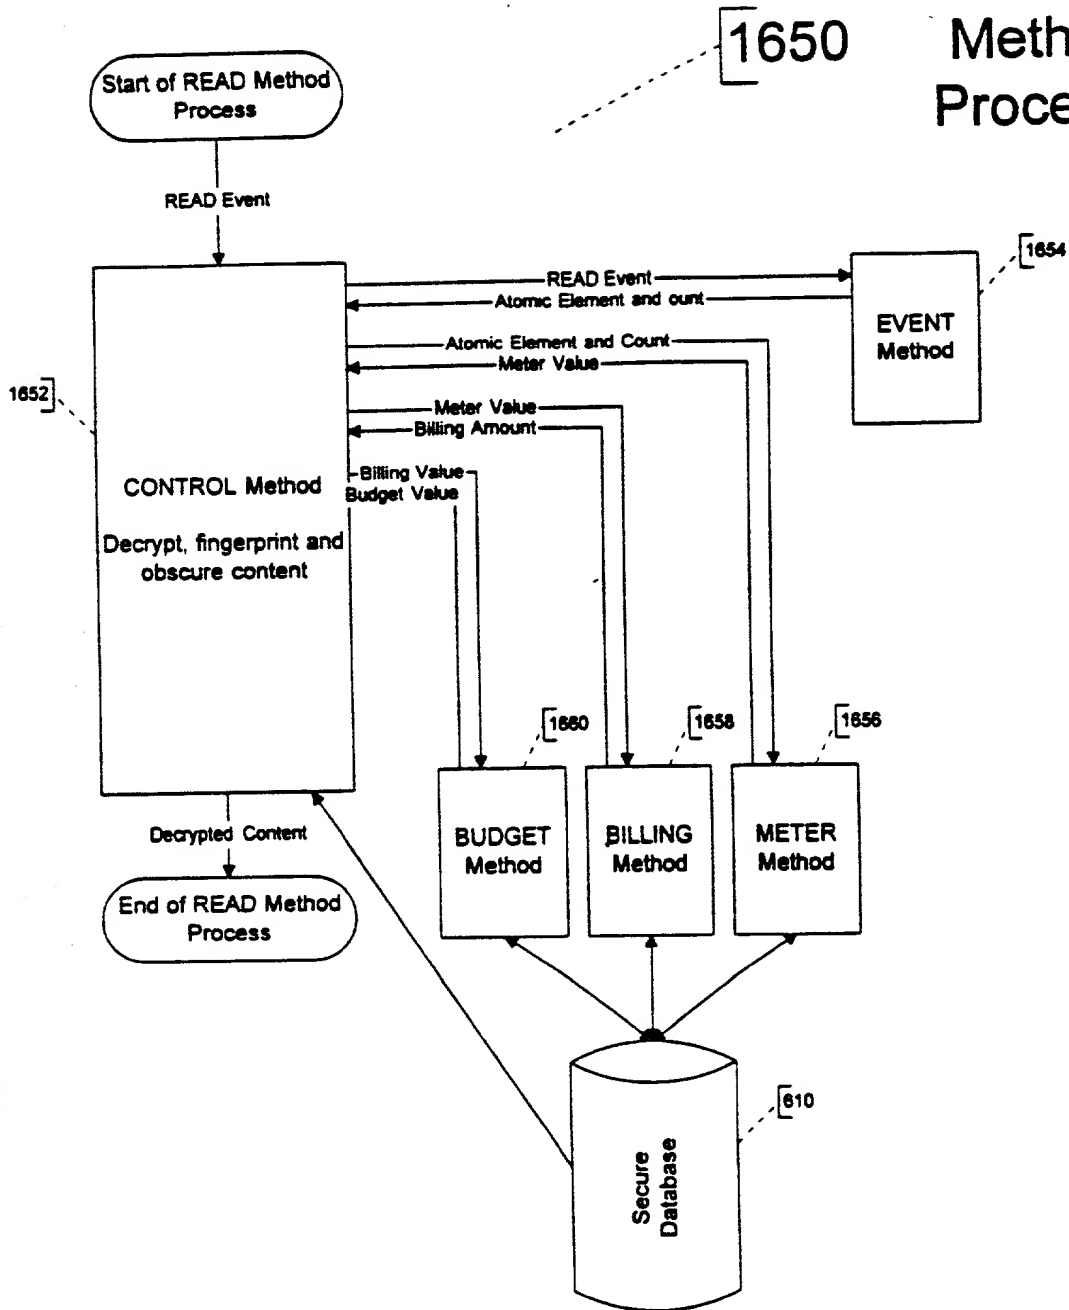 1650
Meth
Proce
Start of READ Method
Process
READ Event
1654
READ Event
Atomic Element and ount
EVENT
Method
Atomic Element and Count
Meter Value
1652
Meter Value
Billing Amount
Billing Value
Budget Value
CONTROL Method
Decrypt, fingerprint and
obscure content
1660
1658
1656
BUDGET
Method
BILLING
Method
METER
Method
Decrypted Content
End of READ Method
Process
610
Secure
Database